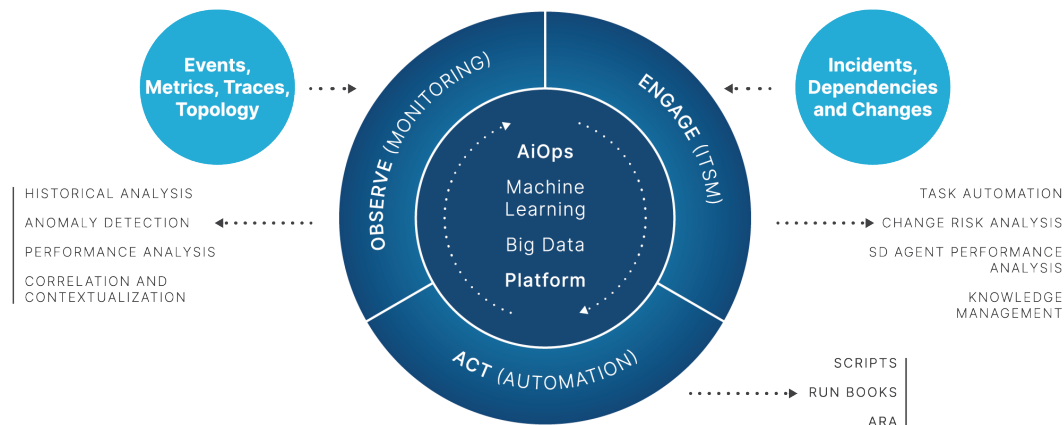 Events,
Metrics, Traces,
Topology
Incidents,
Dependencies
and Changes
OBSERVE (MONITORING)
ENGAGE (ITSM)
ACT (AUTOMATION)
AiOps
Machine
Learning
Big Data
Platform
HISTORICAL ANALYSIS
ANOMALY DETECTION
PERFORMANCE ANALYSIS
CORRELATION AND
CONTEXTUALIZATION
TASK AUTOMATION
CHANGE RISK ANALYSIS
SD AGENT PERFORMANCE
ANALYSIS
KNOWLEDGE
MANAGEMENT
SCRIPTS
RUN BOOKS
ARA